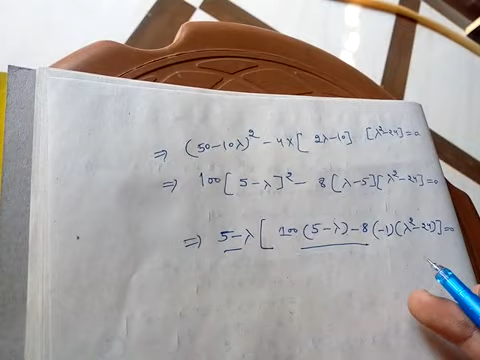 ⇒ (50-10λ)² - 4×[2λ-10] [λ²-24]=0
⇒ 100[5-λ]² - 8[λ-5][λ²-24]=0
⇒ 5-λ[100(5-λ)-8(-1)(λ²-24)]=0